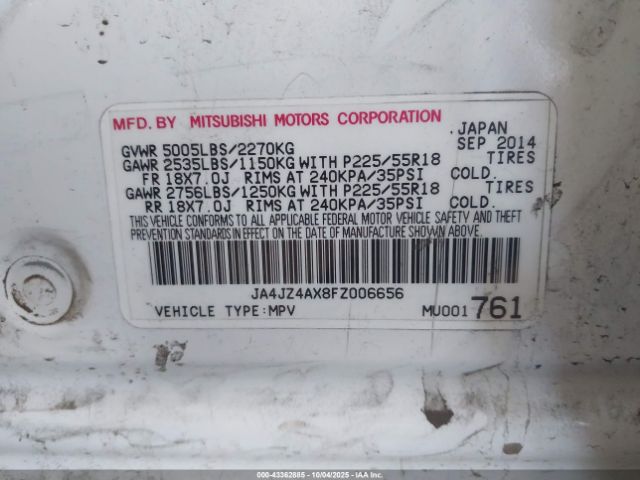 MFD. BY MITSUBISHI MOTORS CORPORATION
, JAPAN
GVWR 5005LBS/2270KG SEP 2014
GAWR 2535LBS/1150KG WITH P225/55R18 TIRES
FR 18X7.0J RIMS AT 240KPA/35PSI COLD.
GAWR 2756LBS/1250KG WITH P225/55R18 TIRES
RR 18X7.0J RIMS AT 240KPA/35PSI COLD.
THIS VEHICLE CONFORMS TO ALL APPLICABLE FEDERAL MOTOR VEHICLE SAFETY AND THEFT
PREVENTION STANDARDS IN EFFECT ON THE DATE OF MANUFACTURE SHOWN ABOVE.
JA4JZ4AX8FZ006656
VEHICLE TYPE:MPV MU001 761
000-43362685 - 10/04/2025 - IAA Inc.